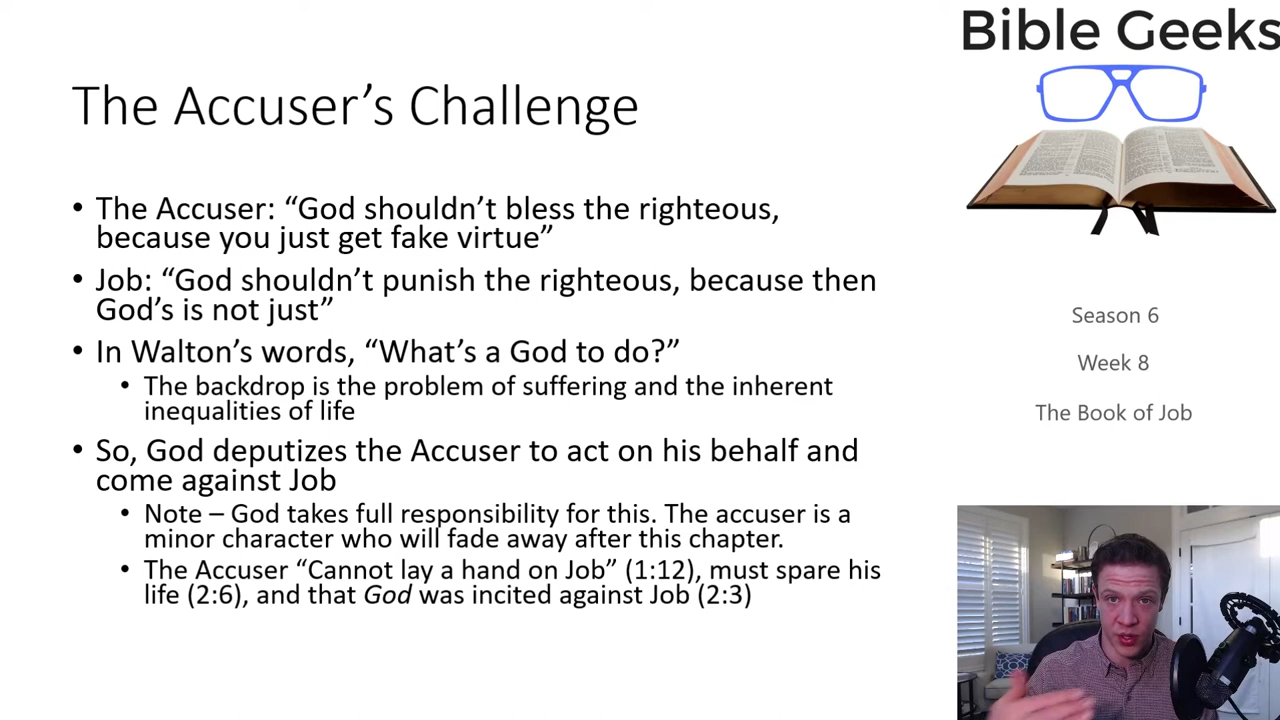 Bible Geeks
The Accuser’s Challenge
• The Accuser: “God shouldn’t bless the righteous,
because you just get fake virtue”
• Job: “God shouldn’t punish the righteous, because then
God’s is not just”
• In Walton’s words, “What’s a God to do?”
• The backdrop is the problem of suffering and the inherent
inequalities of life
• So, God deputizes the Accuser to act on his behalf and
come against Job
• Note – God takes full responsibility for this. The accuser is a
minor character who will fade away after this chapter.
• The Accuser “Cannot lay a hand on Job” (1:12), must spare his
life (2:6), and that God was incited against Job (2:3)
Season 6
Week 8
The Book of Job